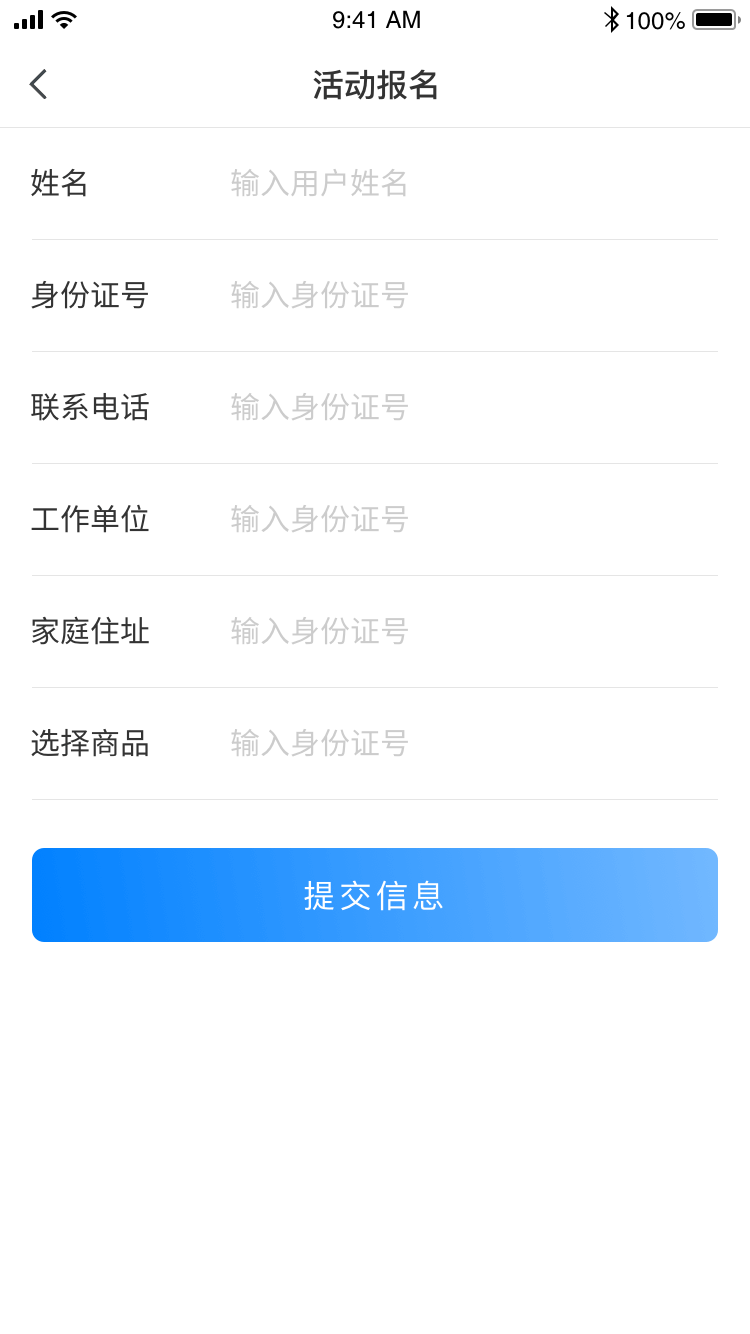 9:41 AM 100%
活动报名
姓名 输入用户姓名
身份证号 输入身份证号
联系电话 输入身份证号
工作单位 输入身份证号
家庭住址 输入身份证号
选择商品 输入身份证号
提交信息